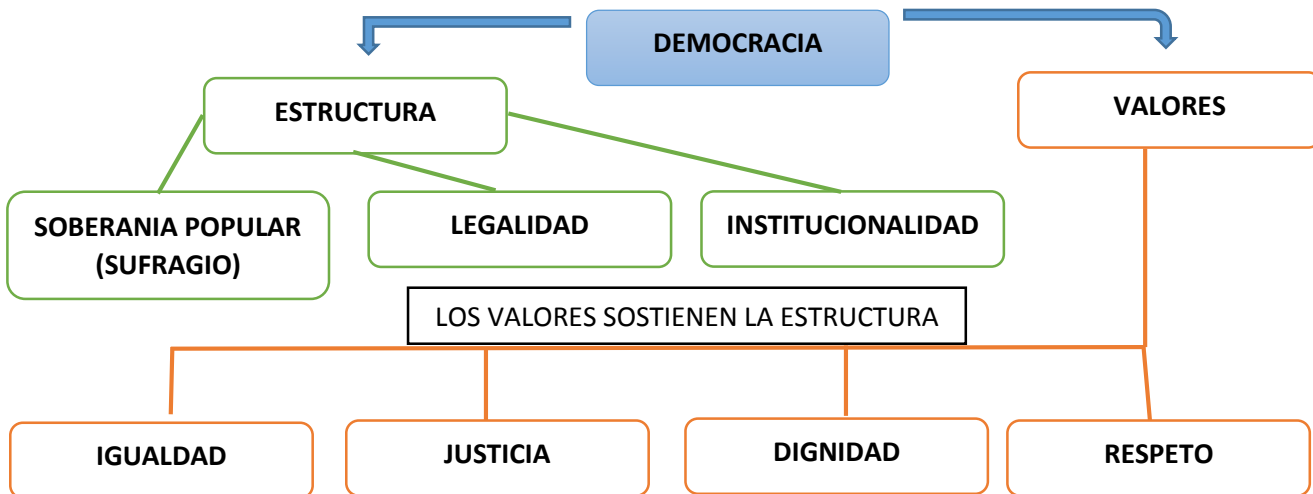 DEMOCRACIA
ESTRUCTURA
VALORES
SOBERANIA POPULAR
(SUFRAGIO)
LEGALIDAD
INSTITUCIONALIDAD
LOS VALORES SOSTIENEN LA ESTRUCTURA
IGUALDAD
JUSTICIA
DIGNIDAD
RESPETO